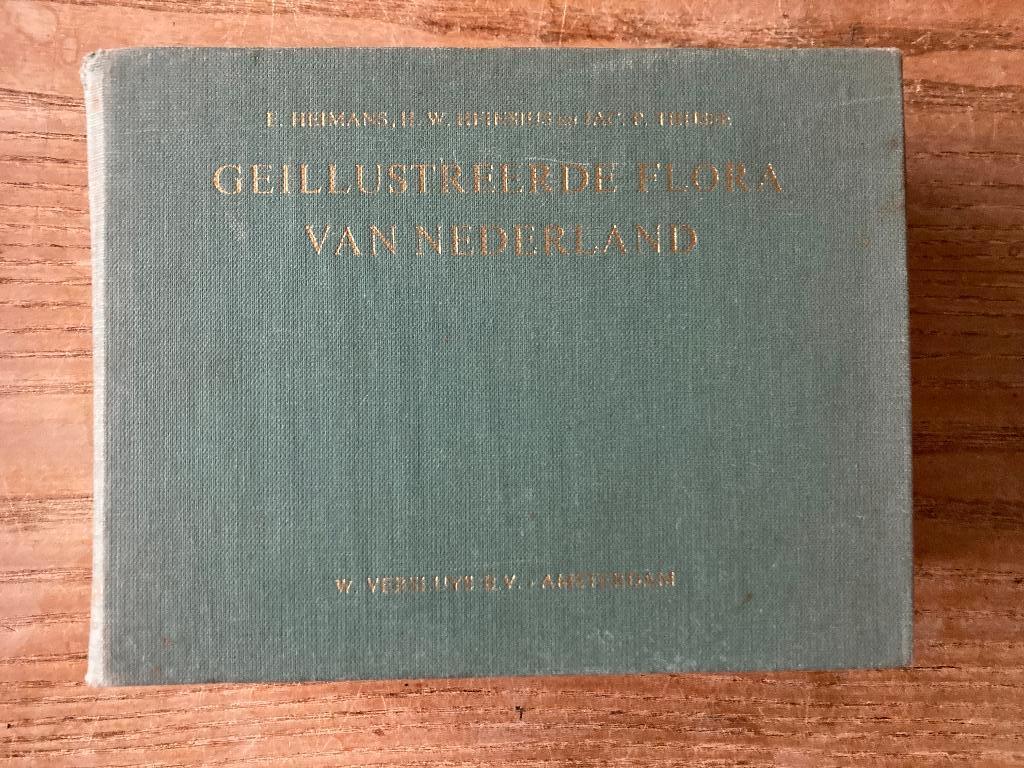 E. HEIMANS, H. W. HEINSIUS en JAC. P. THIJSSE
GEILLUSTREERDE FLORA
VAN NEDERLAND
W. VERSLUYS B.V. - AMSTERDAM